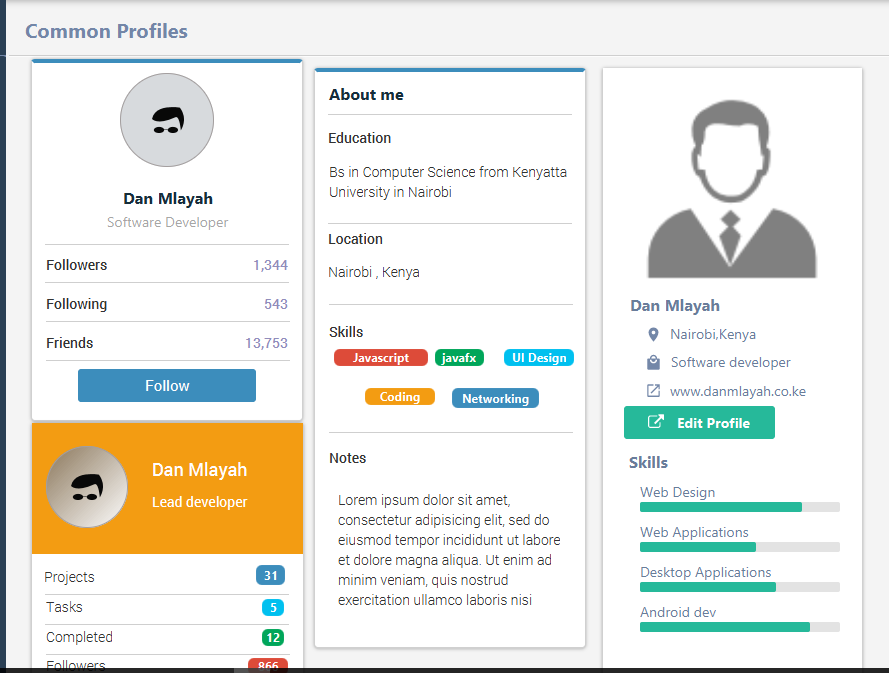 Common Profiles
Dan Mlayah
Software Developer
Followers 1,344
Following 543
Friends 13,753
Follow
Dan Mlayah
Lead developer
Projects 31
Tasks 5
Completed 12
Followers 866
About me
Education
Bs in Computer Science from Kenyatta
University in Nairobi
Location
Nairobi , Kenya
Skills
Javascript javafx UI Design
Coding Networking
Notes
Lorem ipsum dolor sit amet,
consectetur adipisicing elit, sed do
eiusmod tempor incididunt ut labore
et dolore magna aliqua. Ut enim ad
minim veniam, quis nostrud
exercitation ullamco laboris nisi
Dan Mlayah
Nairobi,Kenya
Software developer
www.danmlayah.co.ke
Edit Profile
Skills
Web Design
Web Applications
Desktop Applications
Android dev